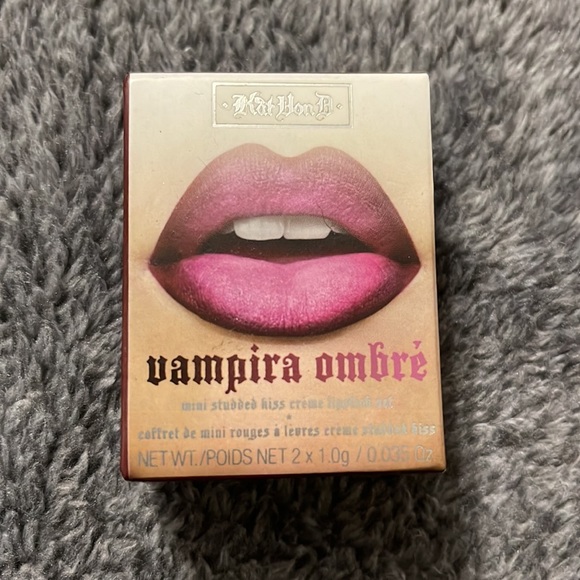 · Kat Von D ·
vampira ombré
mini studded kiss crème lipstick set
*
coffret de mini rouges à lèvres crème studded kiss
NET WT./POIDS NET 2 x 1.0g / 0.035 Oz